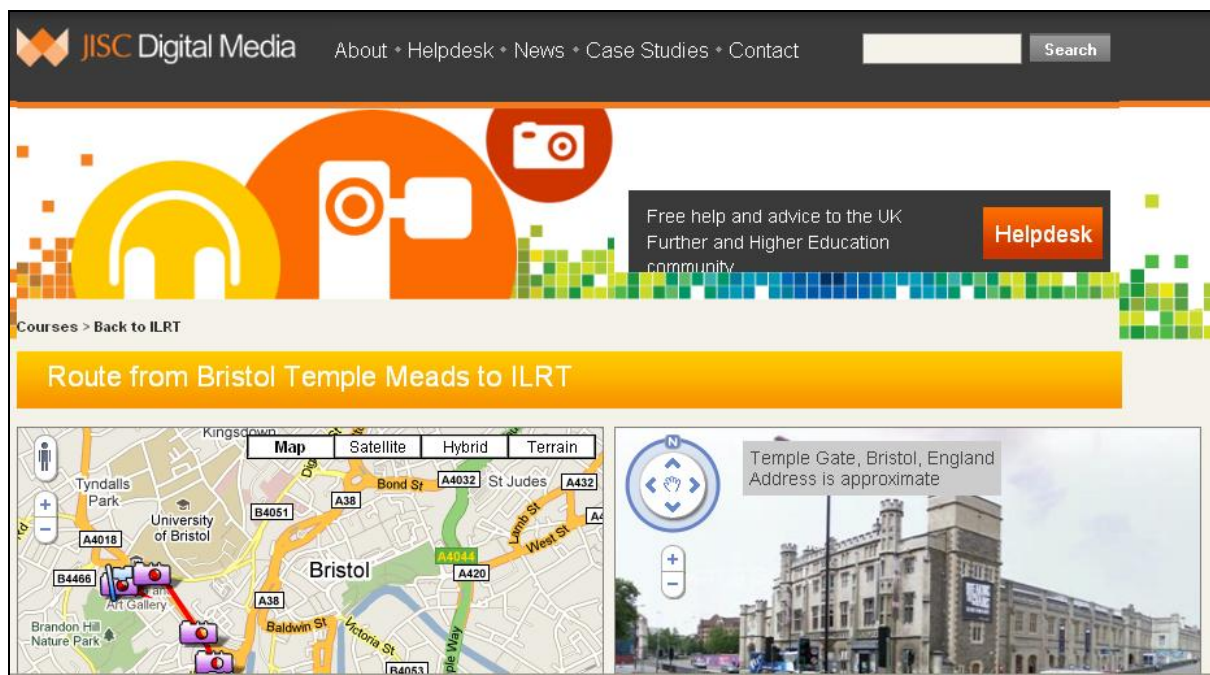 JISC Digital Media
About • Helpdesk • News • Case Studies • Contact
Search
Free help and advice to the UK
Further and Higher Education
community
Helpdesk
Courses > Back to ILRT
Route from Bristol Temple Meads to ILRT
Kingsdown
Map
Satellite
Hybrid
Terrain
Tyndalls
Park
University
of Bristol
A4018
B4051
A38
Bond St
A4032
St Judes
A432
Lamb St
West St
A4044
A420
Bristol
B4466
Art Gallery
A38
Baldwin St
Victoria St
Brandon Hill
Nature Park
B4053
N
Temple Gate, Bristol, England
Address is approximate